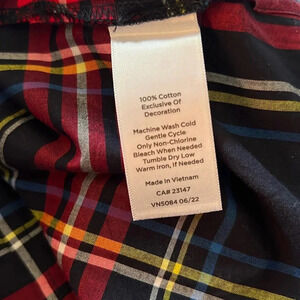 100% Cotton
Exclusive Of
Decoration
Machine Wash Cold
Gentle Cycle
Only Non-Chlorine
Bleach When Needed
Tumble Dry Low
Warm Iron, If Needed
Made In Vietnam
CA# 23147
VN5084 06/22